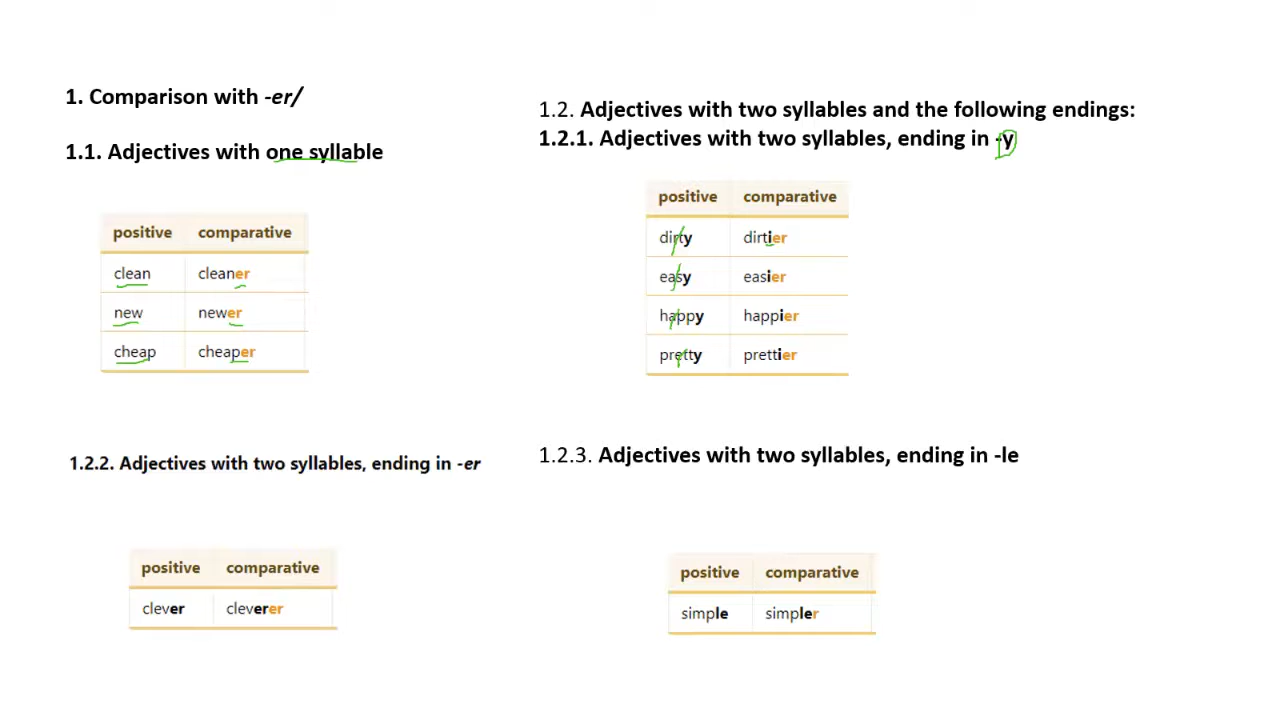 1. Comparison with -er/
1.1. Adjectives with one syllable
positive comparative
clean cleaner
new newer
cheap cheaper
1.2. Adjectives with two syllables and the following endings:
1.2.1. Adjectives with two syllables, ending in -y
positive comparative
dirty dirtier
easy easier
happy happier
pretty prettier
1.2.2. Adjectives with two syllables, ending in -er
positive comparative
clever cleverer
1.2.3. Adjectives with two syllables, ending in -le
positive comparative
simple simpler